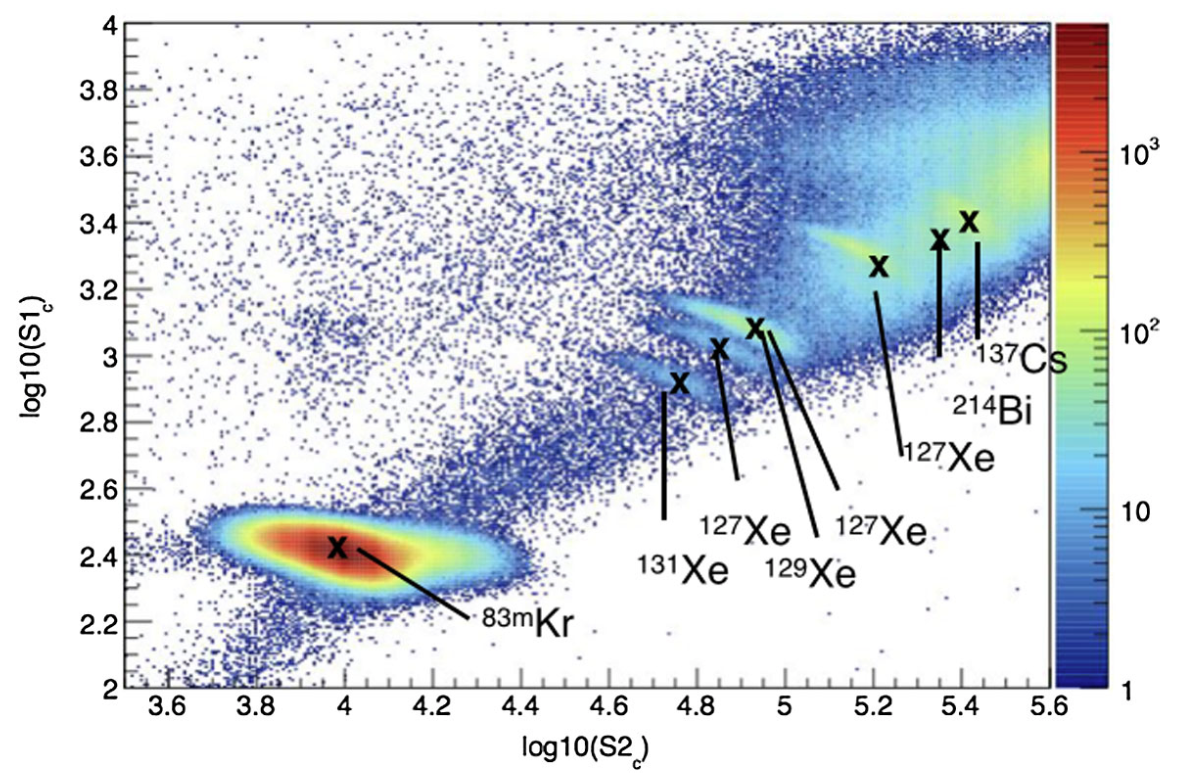 4
3.8
3.6
3.4
3.2
3
2.8
2.6
2.4
2.2
2
log10(S1c)
3.6 3.8 4 4.2 4.4 4.6 4.8 5 5.2 5.4 5.6
log10(S2c)
10³
10²
10
1
X X X X X X X
137Cs
214Bi
127Xe
127Xe 127Xe
131Xe 129Xe
83mKr